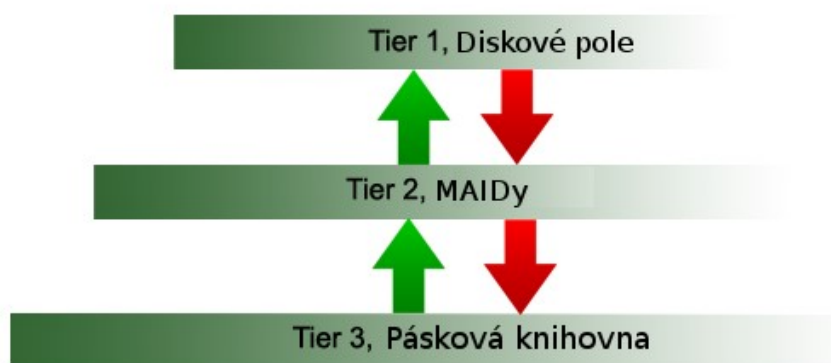 Tier 1, Diskové pole
Tier 2, MAIDy
Tier 3, Pásková knihovna